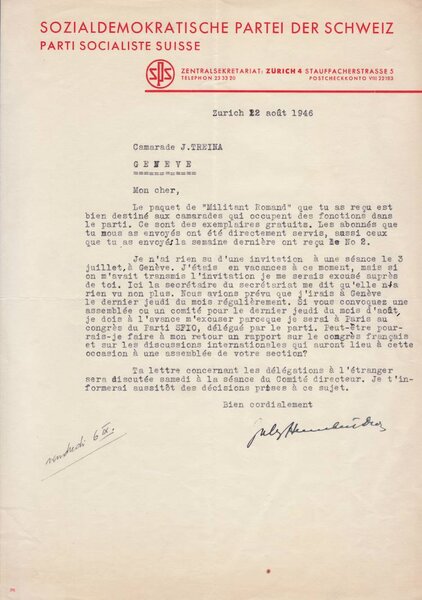 SOZIALDEMOKRATISCHE PARTEI DER SCHWEIZ
PARTI SOCIALISTE SUISSE
SPS
ZENTRALSEKRETARIAT: ZÜRICH 4 STAUFFACHERSTRASSE 5
TELEPHON 23 33 20 POSTCHECKKONTO VIII 22163
Zurich 12 août 1946
Camarade J.TREINA
GENEVE
=======
Mon cher,
Le paquet de "Militant Romand" que tu as reçu est
bien destiné aux camarades qui occupent des fonctions dans
le parti. Ce sont des exemplaires gratuits. Les abonnés que
tu nous as envoyés ont été directement servis, aussi ceux
que tu as envoyé la semaine dernière ont reçu le No 2.
Je n'ai rien su d'une invitation à une séance le 3
juillet, à Genève. J'étais en vacances à ce moment, mais si
on m'avait transmis l'invitation je me serais excusé auprès
de toi. Ici la secrétaire du secrétariat me dit qu'elle n'a
rien vu non plus. Nous avions prévu que j'irais à Genève
le dernier jeudi du mois régulièrement. Si vous convoquez une
assemblée ou un comité pour le dernier jeudi du mois d'août,
je dois à l'avance m'excuser parceque je serai à Paris au
congrès du Parti SFIO, délégué par le parti. Peut-être pour-
rais-je faire à mon retour un rapport sur le congrès français
et sur les discussions internationales qui auront lieu à cette
occasion à une assemblée de votre section?
Ta lettre concernant les délégations à l'étranger
sera discutée samedi à la séance du Comité directeur. Je t'in-
formerai aussitôt des décisions prises à ce sujet.
Bien cordialement
vendredi 6 IX.